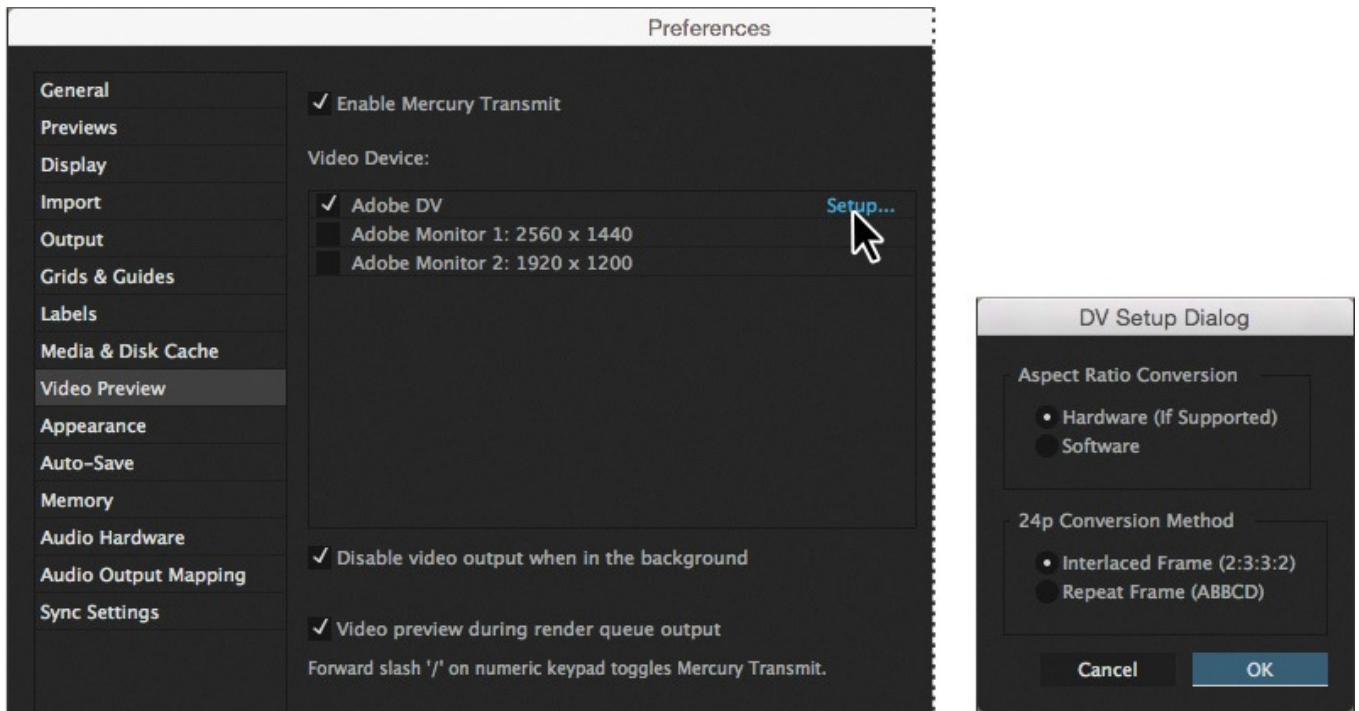 Preferences
General
Previews
Display
Import
Output
Grids & Guides
Labels
Media & Disk Cache
Video Preview
Appearance
Auto-Save
Memory
Audio Hardware
Audio Output Mapping
Sync Settings
Enable Mercury Transmit
Video Device:
Adobe DV Setup...
Adobe Monitor 1: 2560 x 1440
Adobe Monitor 2: 1920 x 1200
Disable video output when in the background
Video preview during render queue output
Forward slash '/' on numeric keypad toggles Mercury Transmit.
DV Setup Dialog
Aspect Ratio Conversion
Hardware (If Supported)
Software
24p Conversion Method
Interlaced Frame (2:3:3:2)
Repeat Frame (ABBCD)
Cancel OK